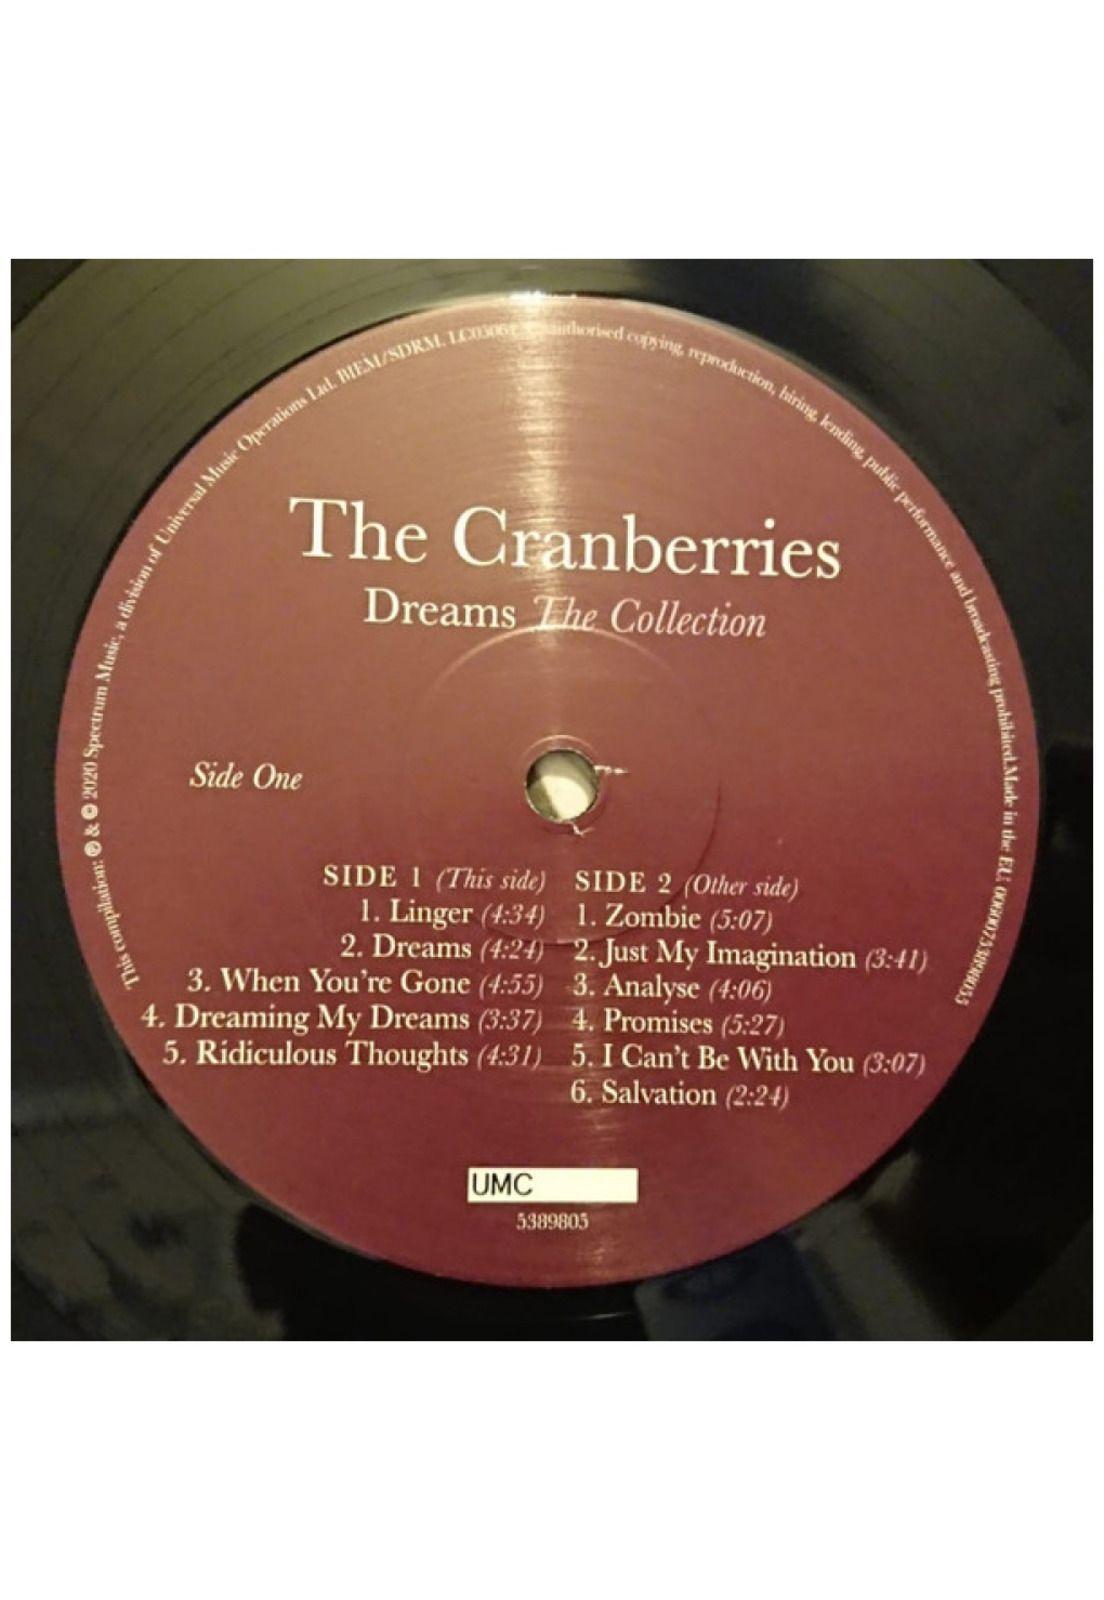 This compilation: ℗ & © 2020 Spectrum Music, a division of Universal Music Operations Ltd. BIEM/SDRM. LC03064 authorised copying, reproduction, hiring, lending, public performance and broadcasting prohibited.Made in the EU.
The Cranberries
Dreams The Collection
Side One
SIDE 1 (This side)
1. Linger (4:34)
2. Dreams (4:24)
3. When You're Gone (4:55)
4. Dreaming My Dreams (3:37)
5. Ridiculous Thoughts (4:31)
SIDE 2 (Other side)
1. Zombie (5:07)
2. Just My Imagination (3:41)
3. Analyse (4:06)
4. Promises (5:27)
5. I Can't Be With You (3:07)
6. Salvation (2:24)
UMC
5389805